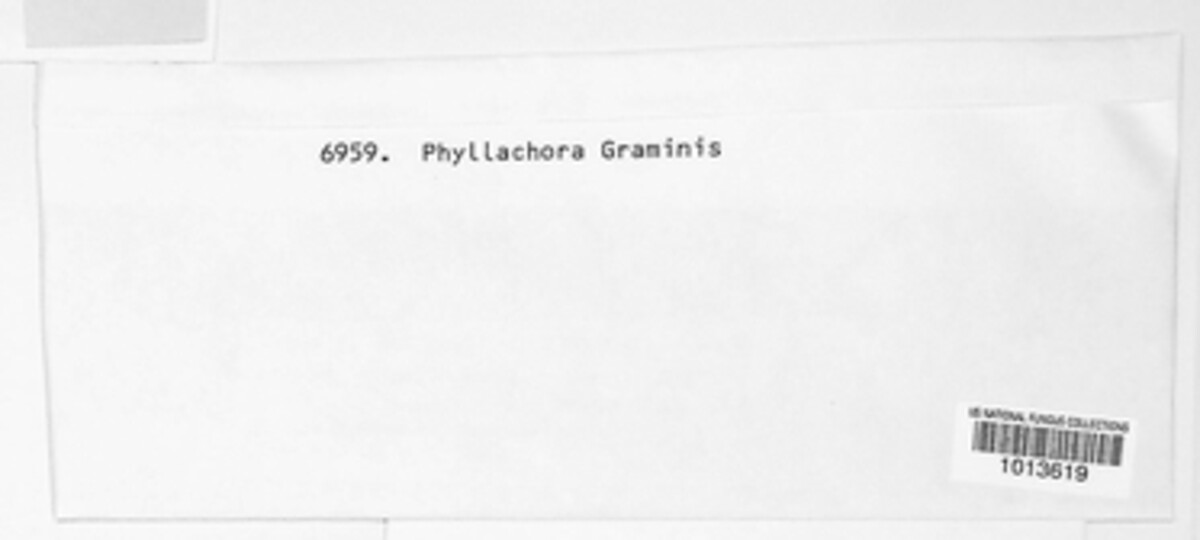 6959. Phyllachora Graminis
US NATIONAL FUNGUS COLLECTIONS
1013619